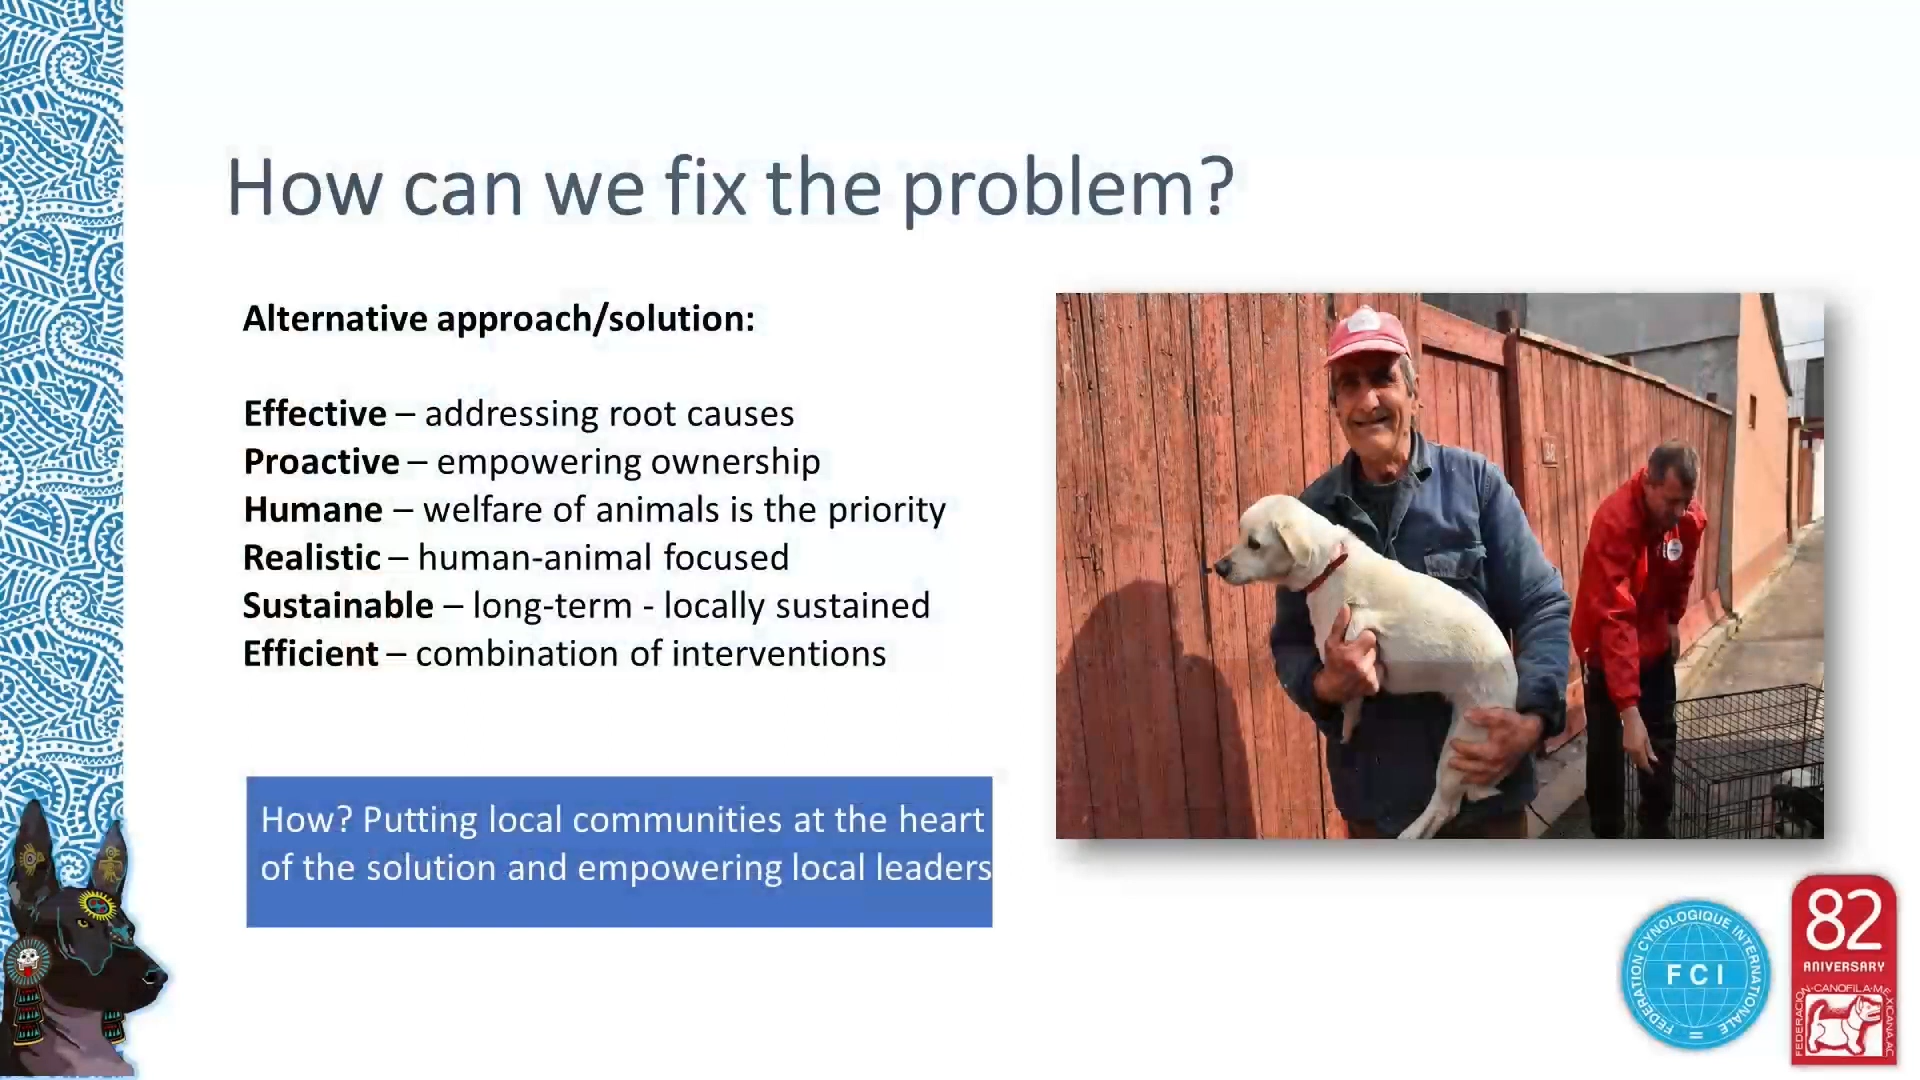 How can we fix the problem?
Alternative approach/solution:
Effective – addressing root causes
Proactive – empowering ownership
Humane – welfare of animals is the priority
Realistic – human-animal focused
Sustainable – long-term - locally sustained
Efficient – combination of interventions
How? Putting local communities at the heart
of the solution and empowering local leaders
FEDERATION CYNOLOGIQUE INTERNATIONALE
FCI
82
ANIVERSARY
FEDERACION-CANOFILA-MEXICANA,AC